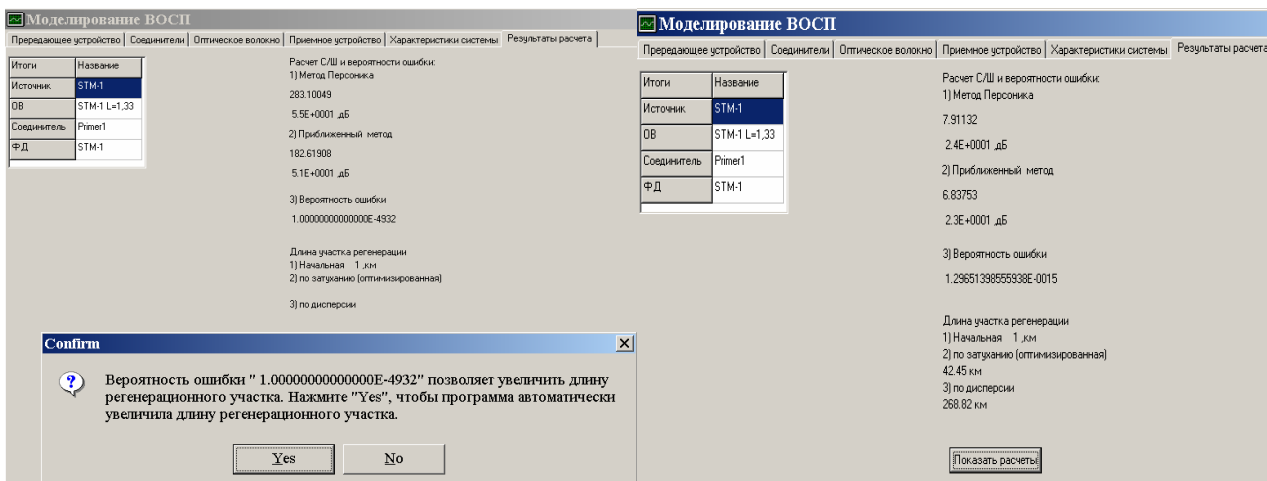 Моделирование ВОСП
Прередающее устройство Соединители Оптическое волокно Приемное устройство Характеристики системы Результаты расчета
Итоги Название
Источник STM-1
ОВ STM-1 L=1,33
Соединитель Primer1
ФД STM-1
Расчет С/Ш и вероятности ошибки:
1) Метод Персоника
283.10049
5.5E+0001 ,дБ
2) Приближенный метод
182.61908
5.1E+0001 ,дБ
3) Вероятность ошибки
1.00000000000000E-4932
Длина участка регенерации
1) Начальная 1 ,км
2) по затуханию (оптимизированная)
3) по дисперсии
Confirm
Вероятность ошибки " 1.00000000000000E-4932" позволяет увеличить длину
регенерационного участка. Нажмите "Yes", чтобы программа автоматически
увеличила длину регенерационного участка.
Yes No
Моделирование ВОСП
Прередающее устройство Соединители Оптическое волокно Приемное устройство Характеристики системы Результаты расчета
Итоги Название
Источник STM-1
ОВ STM-1 L=1,33
Соединитель Primer1
ФД STM-1
Расчет С/Ш и вероятности ошибки:
1) Метод Персоника
7.91132
2.4E+0001 ,дБ
2) Приближенный метод
6.83753
2.3E+0001 ,дБ
3) Вероятность ошибки
1.29651398555938E-0015
Длина участка регенерации
1) Начальная 1 ,км
2) по затуханию (оптимизированная)
42.45 км
3) по дисперсии
268.82 км
Показать расчеты